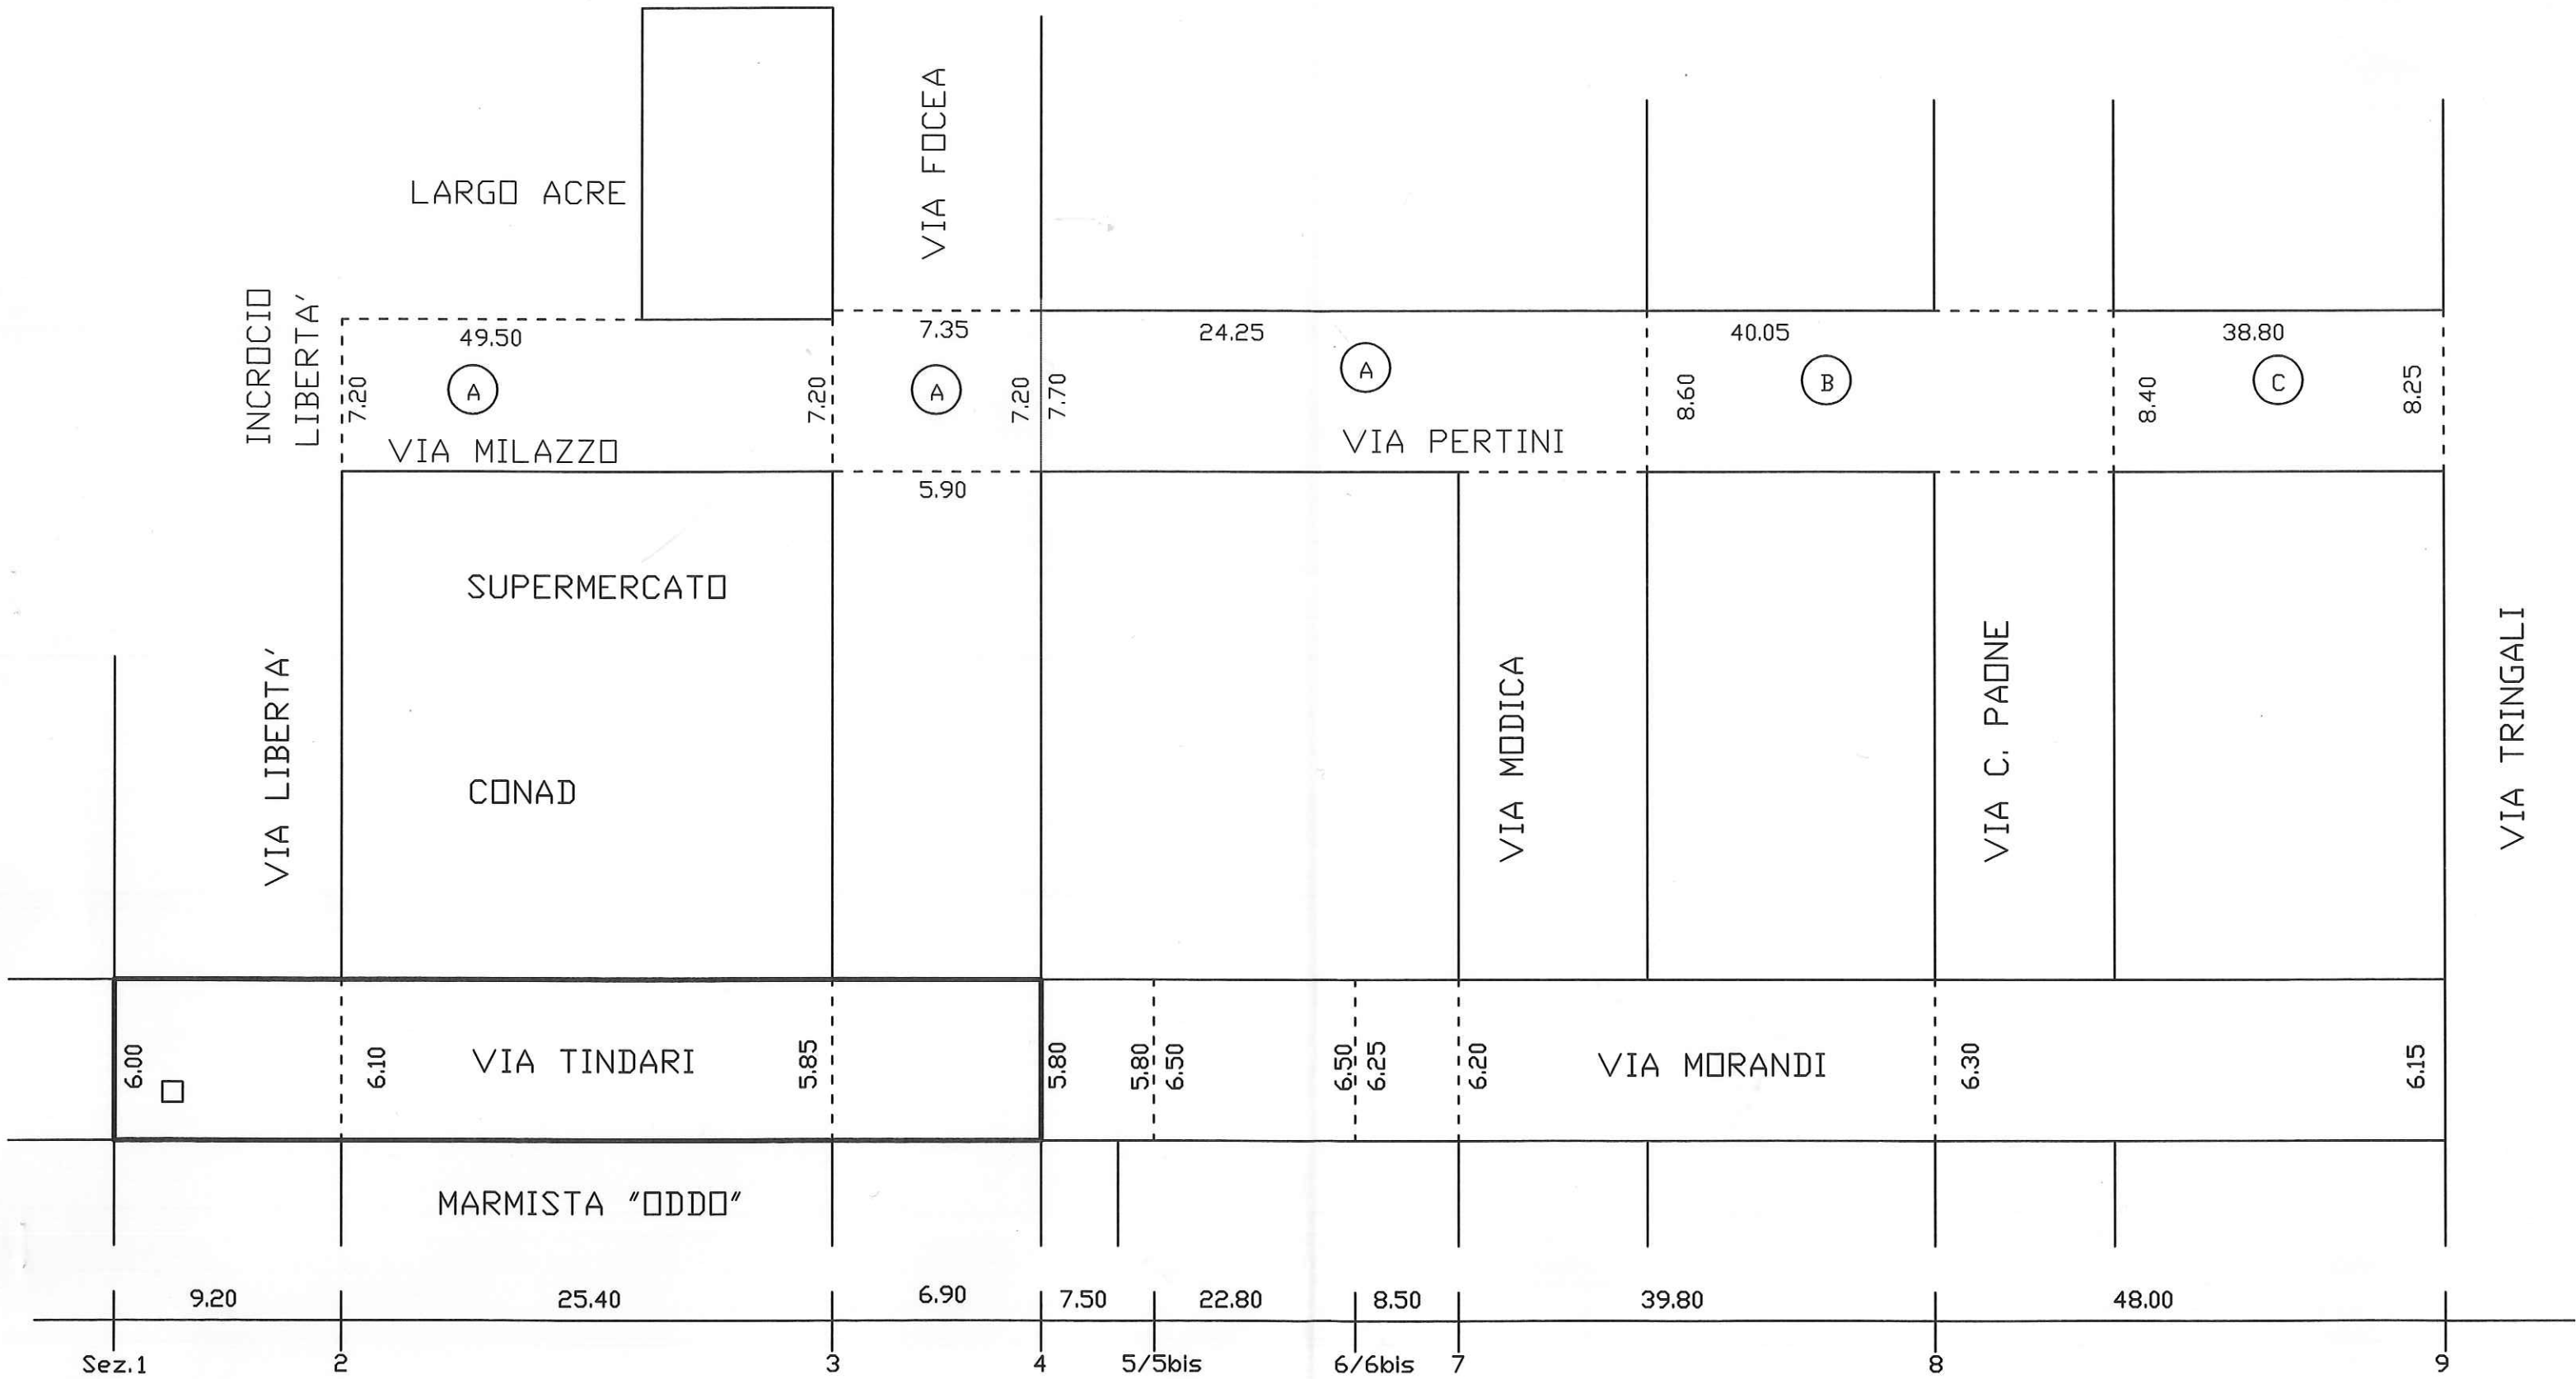 VIA FOCEA
LARGO ACRE
INCROCIO
LIBERTA'
49.50
7.35
24.25
40.05
38.80
7.20
A
7.20
A
7.20
7.70
A
8.60
B
8.40
C
8.25
VIA MILAZZO
VIA PERTINI
5.90
SUPERMERCATO
CONAD
VIA LIBERTA'
VIA MODICA
VIA C. PAONE
VIA TRINGALI
6.00
6.10
VIA TINDARI
5.85
5.80
5.80
6.50
6.50
6.25
6.20
VIA MORANDI
6.30
6.15
MARMISTA "ODDO"
9.20
25.40
6.90
7.50
22.80
8.50
39.80
48.00
Sez.1
2
3
4
5/5bis
6/6bis
7
8
9